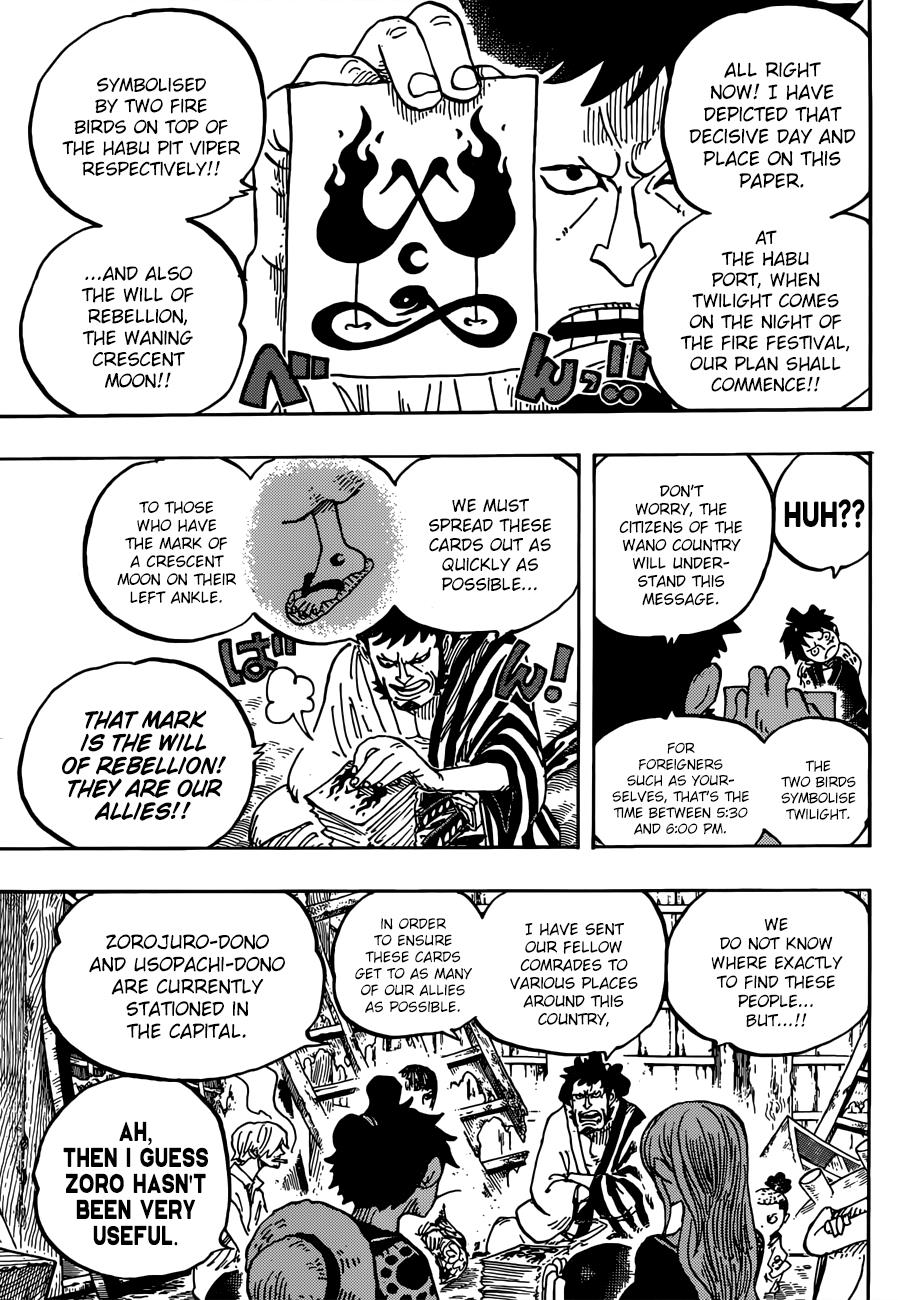 ALL RIGHT
NOW! I HAVE
DEPICTED THAT
DECISIVE DAY AND
PLACE ON THIS
PAPER.
AT
THE HABU
PORT, WHEN
TWILIGHT COMES
ON THE NIGHT OF
THE FIRE FESTIVAL,
OUR PLAN SHALL
COMMENCE!!
SYMBOLISED
BY TWO FIRE
BIRDS ON TOP OF
THE HABU PIT VIPER
RESPECTIVELY!!
...AND ALSO
THE WILL OF
REBELLION,
THE WANING
CRESCENT
MOON!!
べんっ!!
HUH??
DON'T
WORRY, THE
CITIZENS OF THE
WANO COUNTRY
WILL UNDER-
STAND THIS
MESSAGE.
THE
TWO BIRDS
SYMBOLISE
TWILIGHT.
FOR
FOREIGNERS
SUCH AS YOUR-
SELVES, THAT'S THE
TIME BETWEEN 5:30
AND 6:00 PM.
WE MUST
SPREAD THESE
CARDS OUT AS
QUICKLY AS
POSSIBLE...
TO THOSE
WHO HAVE
THE MARK OF
A CRESCENT
MOON ON THEIR
LEFT ANKLE.
ばん!
THAT MARK
IS THE WILL
OF REBELLION!
THEY ARE OUR
ALLIES!!
WE
DO NOT KNOW
WHERE EXACTLY
TO FIND THESE
PEOPLE...
BUT...!!
I HAVE SENT
OUR FELLOW
COMRADES TO
VARIOUS PLACES
AROUND THIS
COUNTRY,
IN ORDER
TO ENSURE
THESE CARDS
GET TO AS MANY
OF OUR ALLIES
AS POSSIBLE.
ZOROJURO-DONO
AND USOPACHI-DONO
ARE CURRENTLY
STATIONED IN
THE CAPITAL.
AH,
THEN I GUESS
ZORO HASN'T
BEEN VERY
USEFUL.